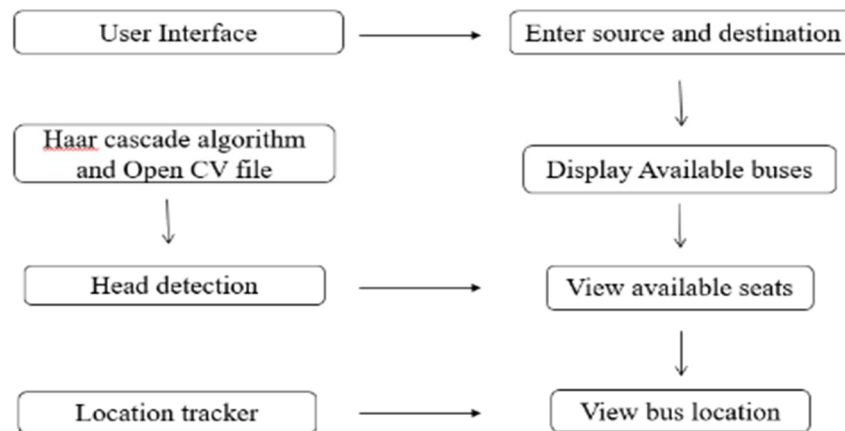 User Interface
Enter source and destination
Haar cascade algorithm
and Open CV file
Display Available buses
Head detection
View available seats
Location tracker
View bus location